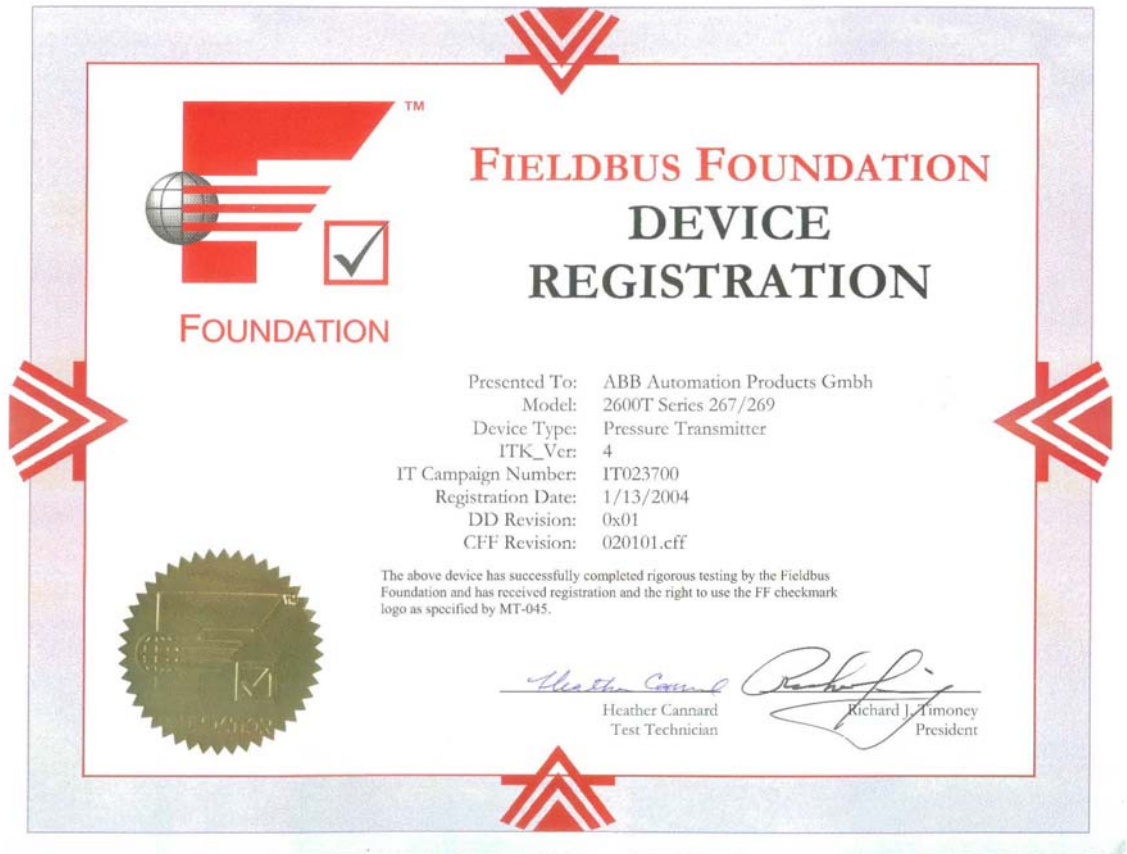 TM
FOUNDATION
FIELDBUS FOUNDATION
DEVICE
REGISTRATION
Presented To: ABB Automation Products Gmbh
Model: 2600T Series 267/269
Device Type: Pressure Transmitter
ITK_Ver: 4
IT Campaign Number: IT023700
Registration Date: 1/13/2004
DD Revision: 0x01
CFF Revision: 020101.cff
The above device has successfully completed rigorous testing by the Fieldbus
Foundation and has received registration and the right to use the FF checkmark
logo as specified by MT-045.
Heather Cannard
Test Technician
Richard J. Timoney
President